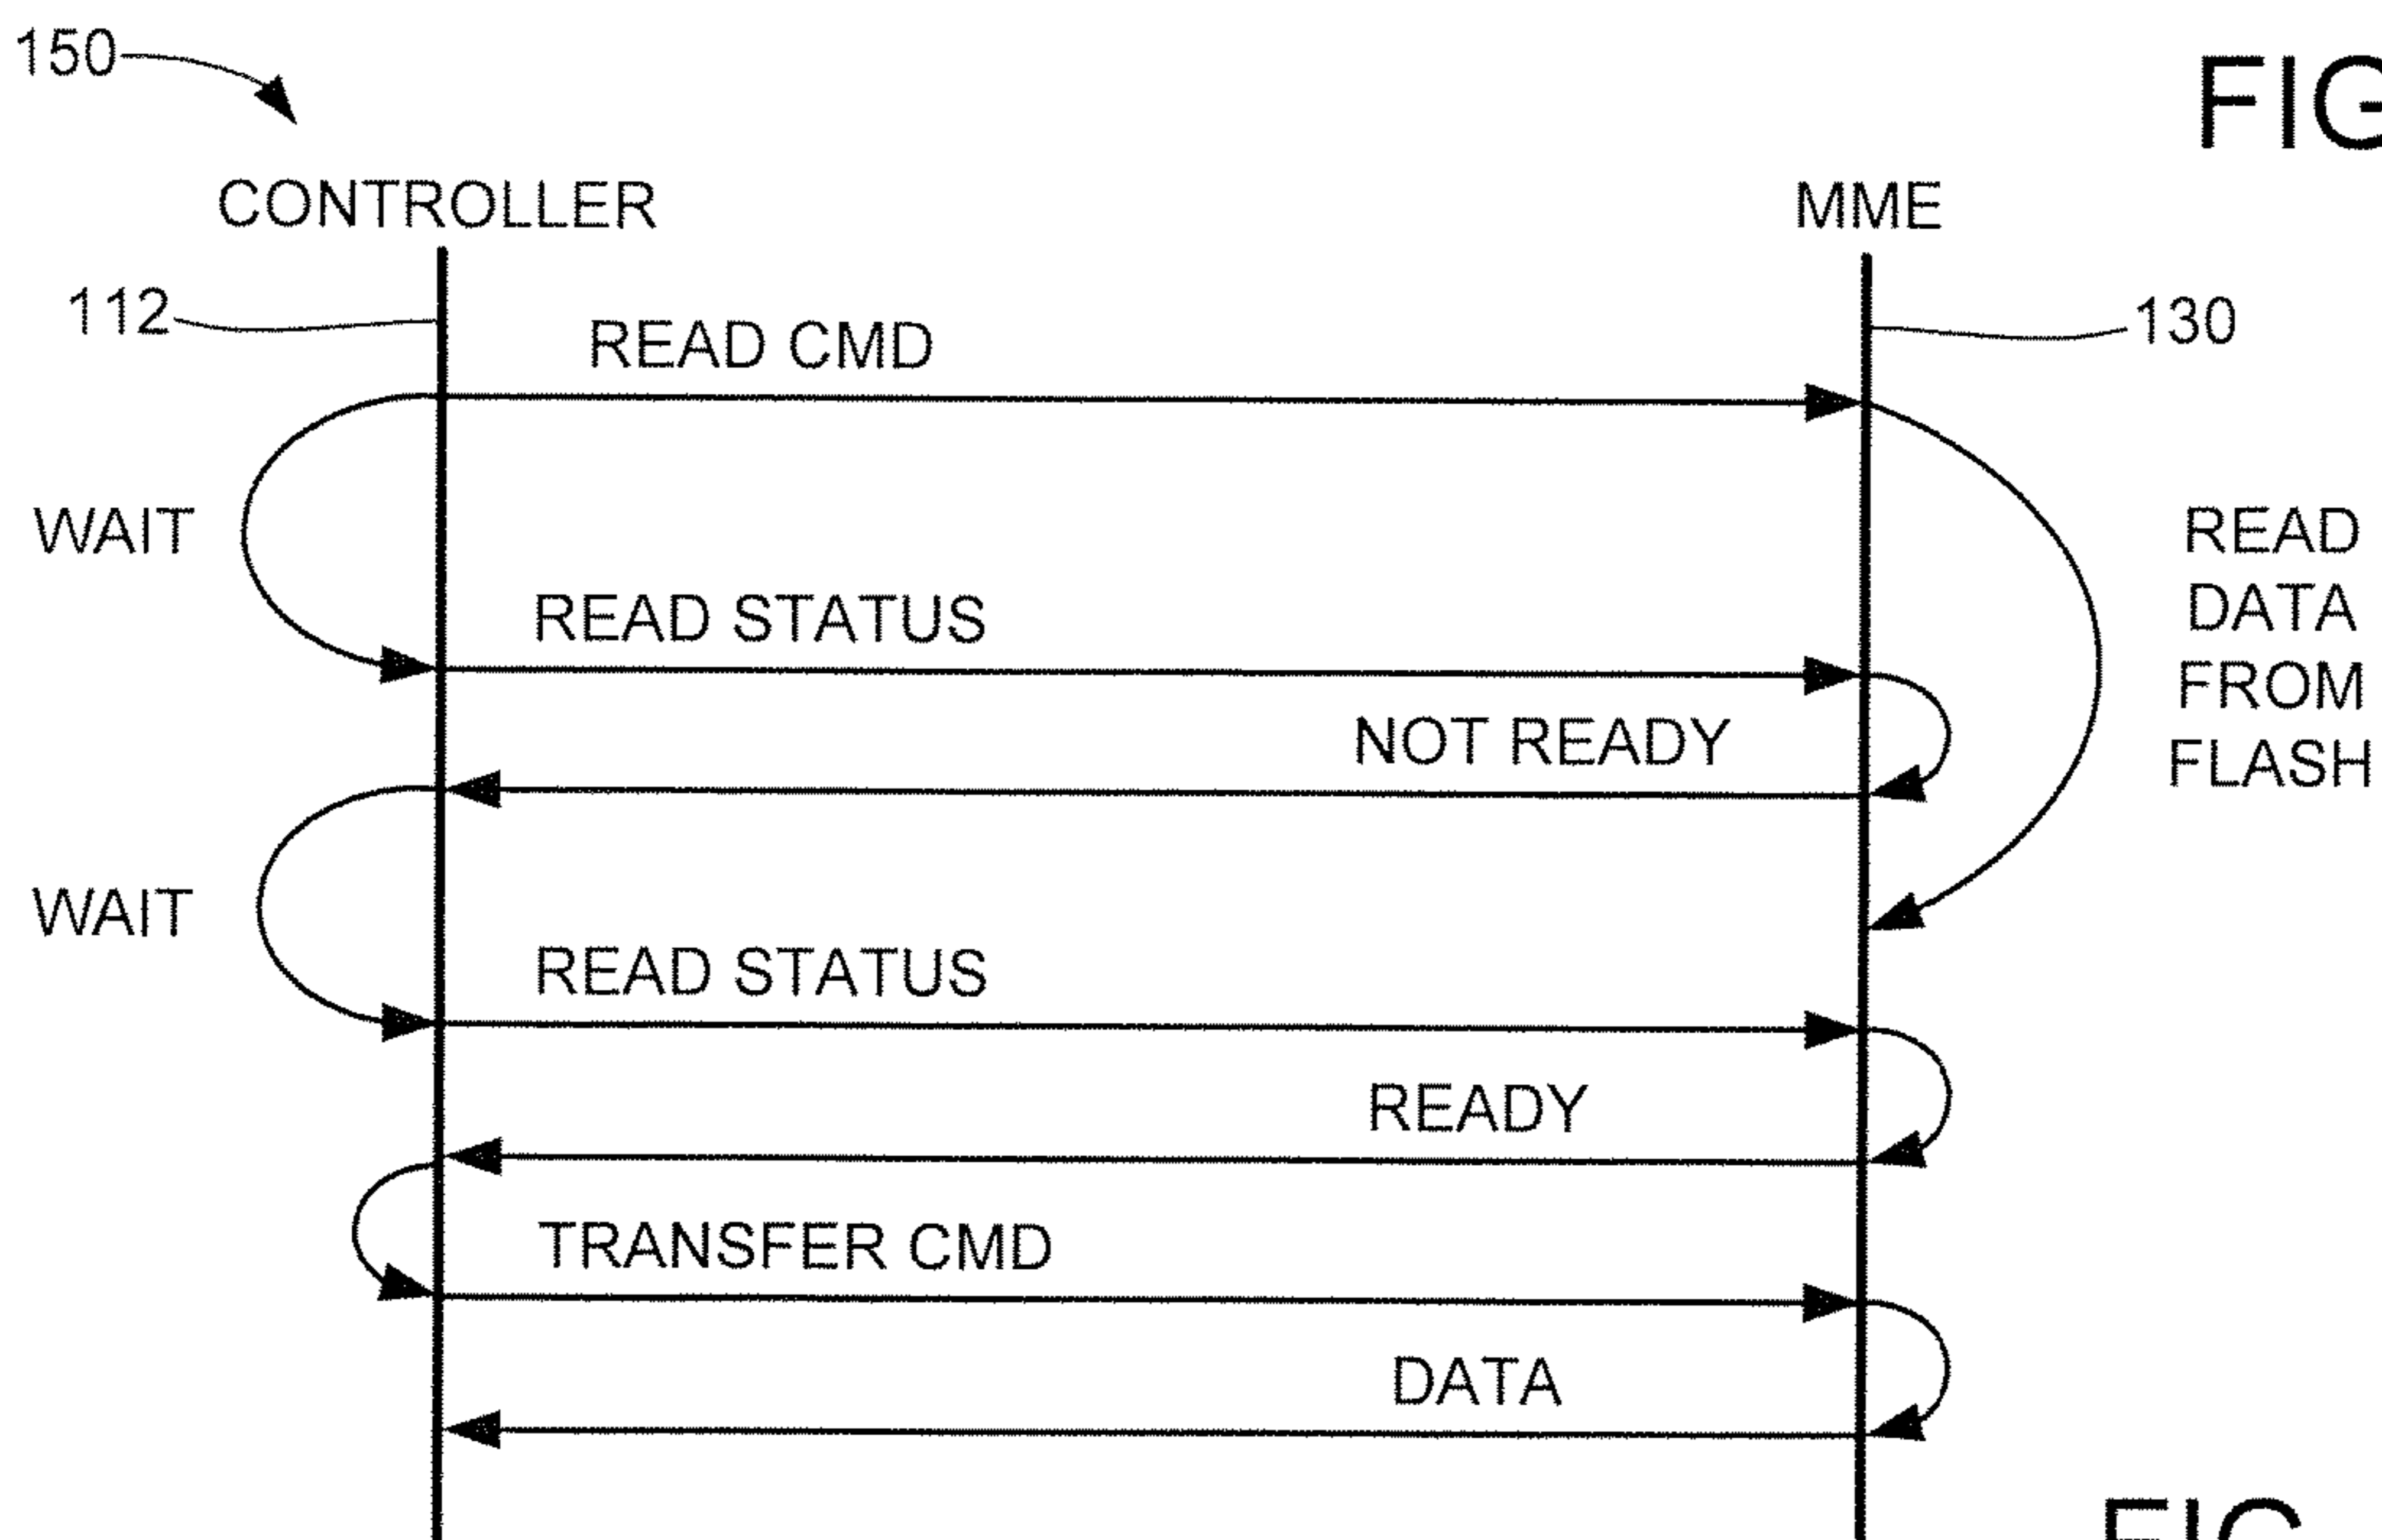 150
FIG
CONTROLLER
MME
112
130
READ CMD
WAIT
READ
DATA
FROM
FLASH
READ STATUS
NOT READY
WAIT
READ STATUS
READY
TRANSFER CMD
DATA
FIG